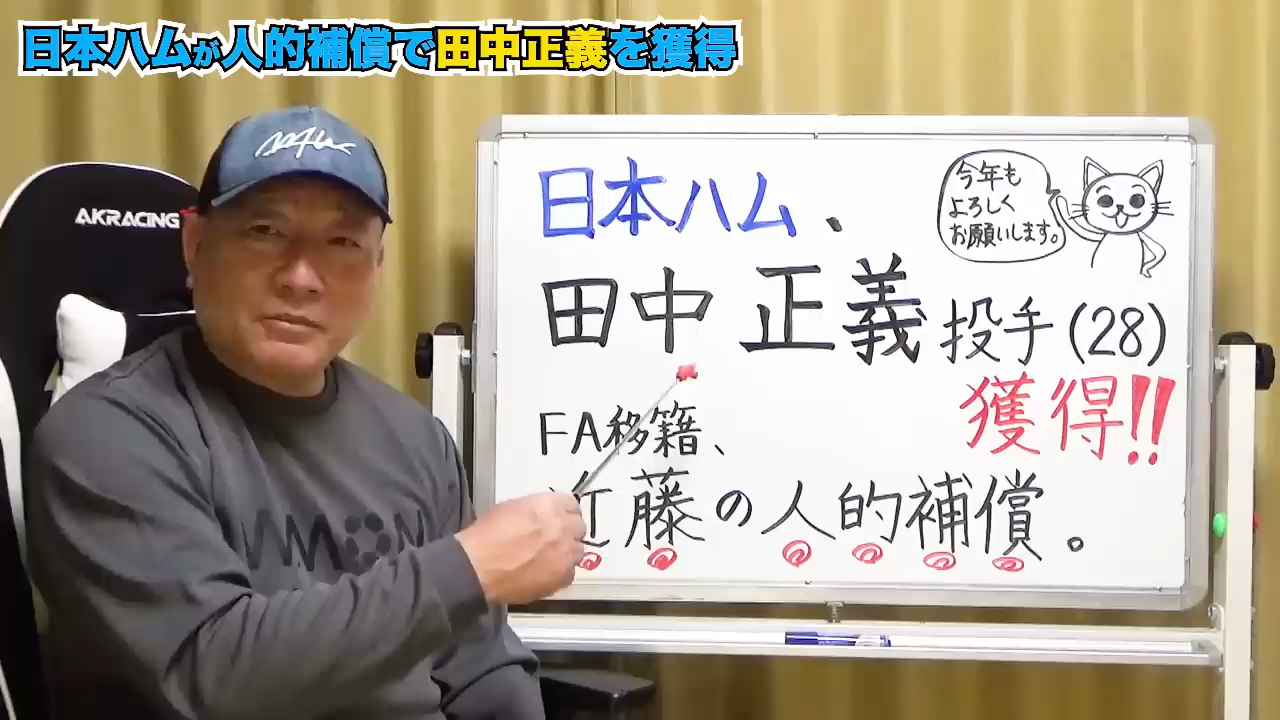 日本ハムが人的補償で田中正義を獲得
AKRACING
日本ハム、
今年も
よろしく
お願いします。
田中 正義 投手(28)
獲得!!
FA移籍、
近藤の人的補償。